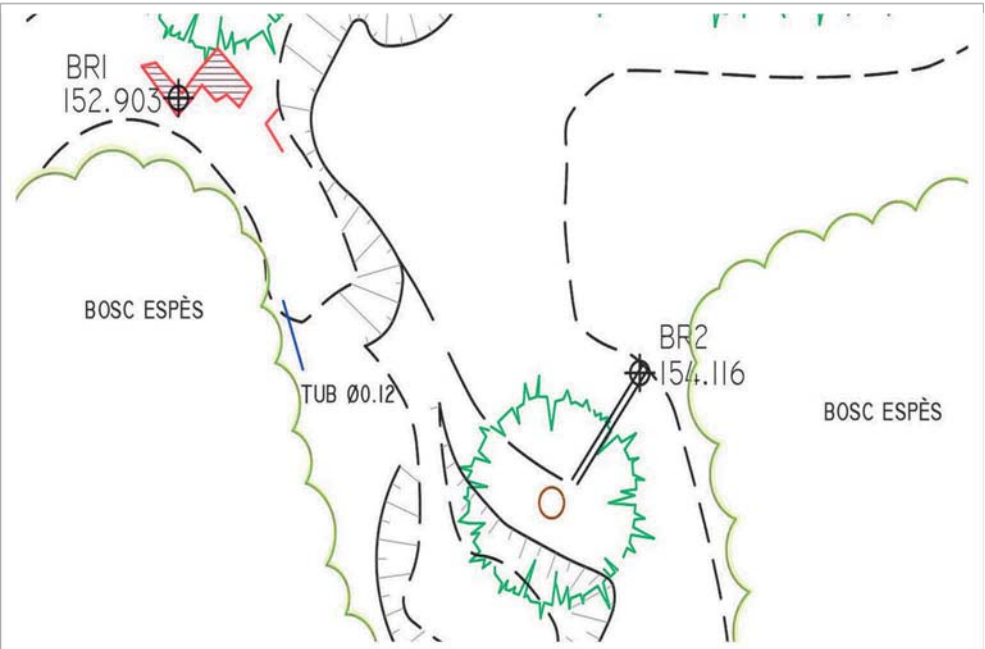 BR1
152.903
BOSC ESPÈS
TUB Ø0.12
BR2
154.116
BOSC ESPÈS